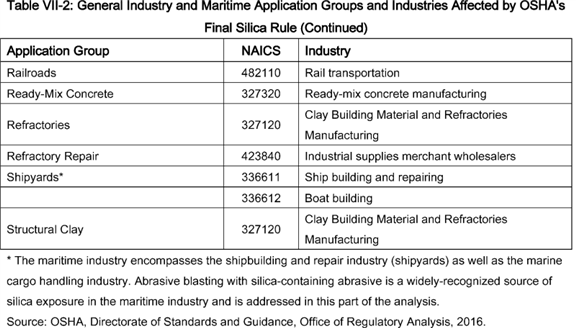 Table VII-2: General Industry and Maritime Application Groups and Industries Affected by OSHA's
Final Silica Rule (Continued)
Application Group NAICS Industry
Railroads 482110 Rail transportation
Ready-Mix Concrete 327320 Ready-mix concrete manufacturing
Refractories 327120 Clay Building Material and Refractories
Manufacturing
Refractory Repair 423840 Industrial supplies merchant wholesalers
Shipyards* 336611 Ship building and repairing
336612 Boat building
Structural Clay 327120 Clay Building Material and Refractories
Manufacturing
* The maritime industry encompasses the shipbuilding and repair industry (shipyards) as well as the marine
cargo handling industry. Abrasive blasting with silica-containing abrasive is a widely-recognized source of
silica exposure in the maritime industry and is addressed in this part of the analysis.
Source: OSHA, Directorate of Standards and Guidance, Office of Regulatory Analysis, 2016.